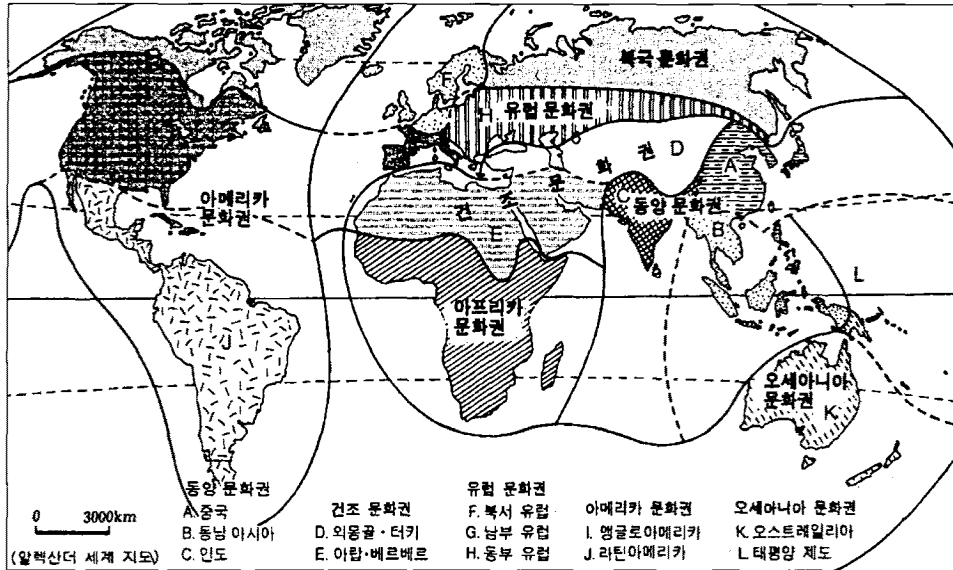 북극 문화권
F
H
유럽 문화권
문 화 권
D
A
C
동양 문화권
B
아메리카
문화권
건 조
E
L
아프리카
문화권
J
오세아니아
문화권
K
동양 문화권
A. 중국
B. 동남 아시아
C. 인도
건조 문화권
D. 외몽골·터키
E. 아랍·베르베르
유럽 문화권
F. 북서 유럽
G. 남부 유럽
H. 동부 유럽
아메리카 문화권
I. 앵글로아메리카
J. 라틴아메리카
오세아니아 문화권
K. 오스트레일리아
L. 태평양 제도
0 3000km
(알렉산더 세계 지도)